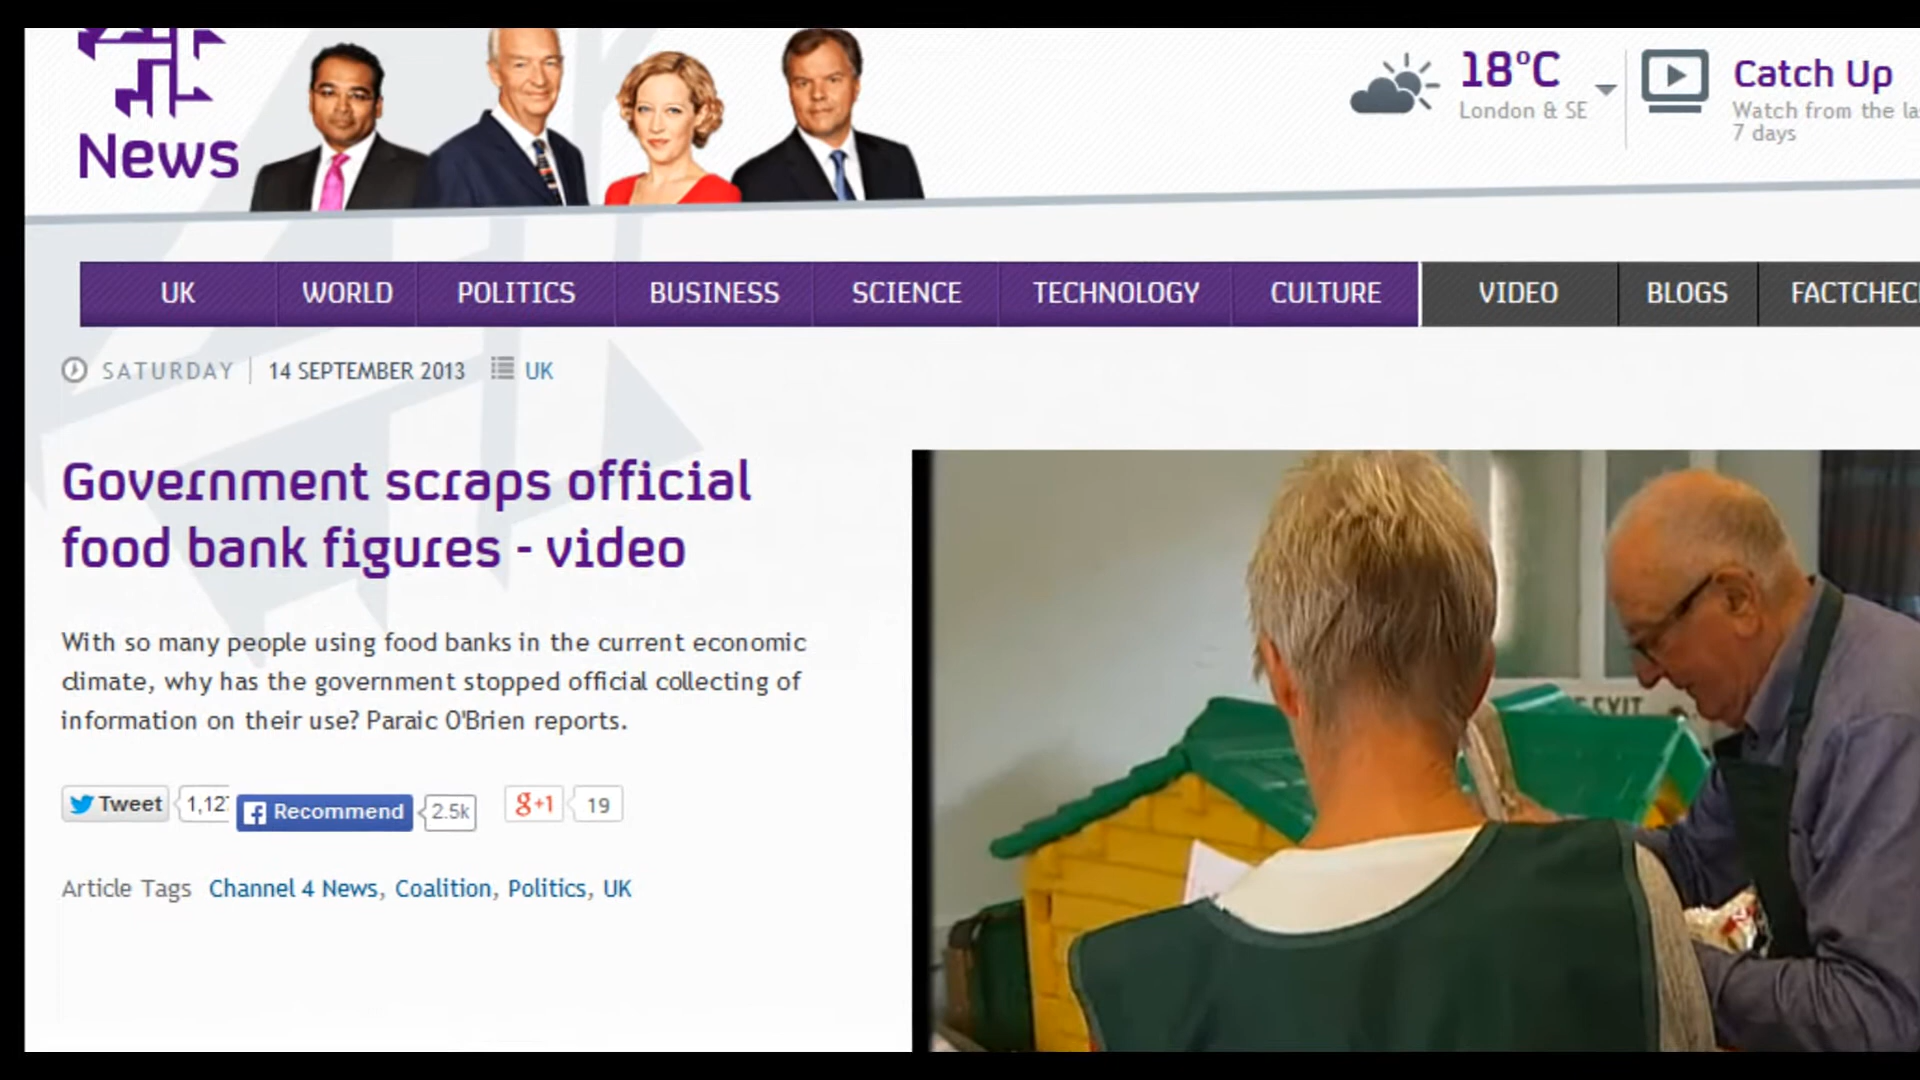 News
18°C
London & SE
Catch Up
Watch from the
7 days
UK WORLD POLITICS BUSINESS SCIENCE TECHNOLOGY CULTURE VIDEO BLOGS
SATURDAY 14 SEPTEMBER 2013 UK
Government scraps official
food bank figures - video
With so many people using food banks in the current economic
climate, why has the government stopped official collecting of
information on their use? Paraic O'Brien reports.
Tweet Recommend 2.5k g+1 19
Article Tags Channel 4 News, Coalition, Politics, UK
EXIT